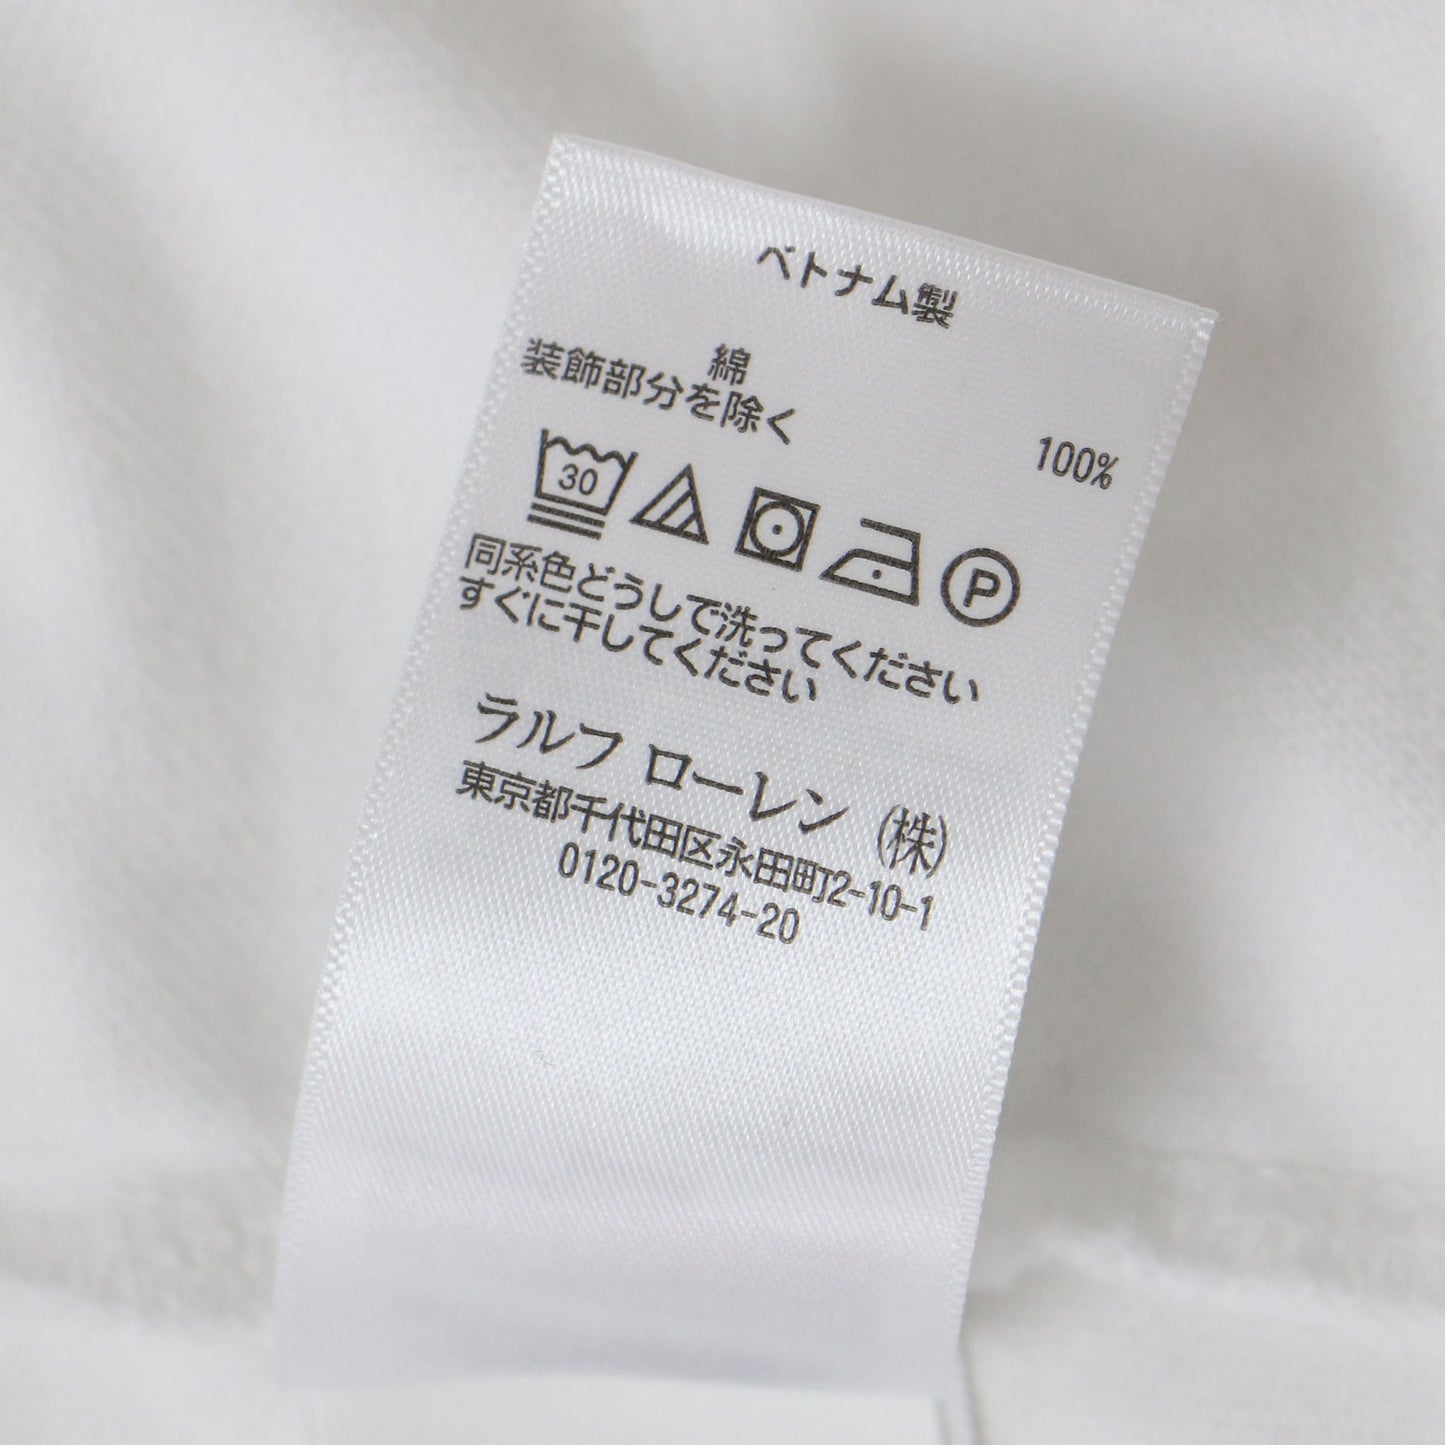 ベトナム製
綿 100%
装飾部分を除く
30
P
同系色どうしで洗ってください
すぐに干してください
ラルフ ローレン (株)
東京都千代田区永田町2-10-1
0120-3274-20